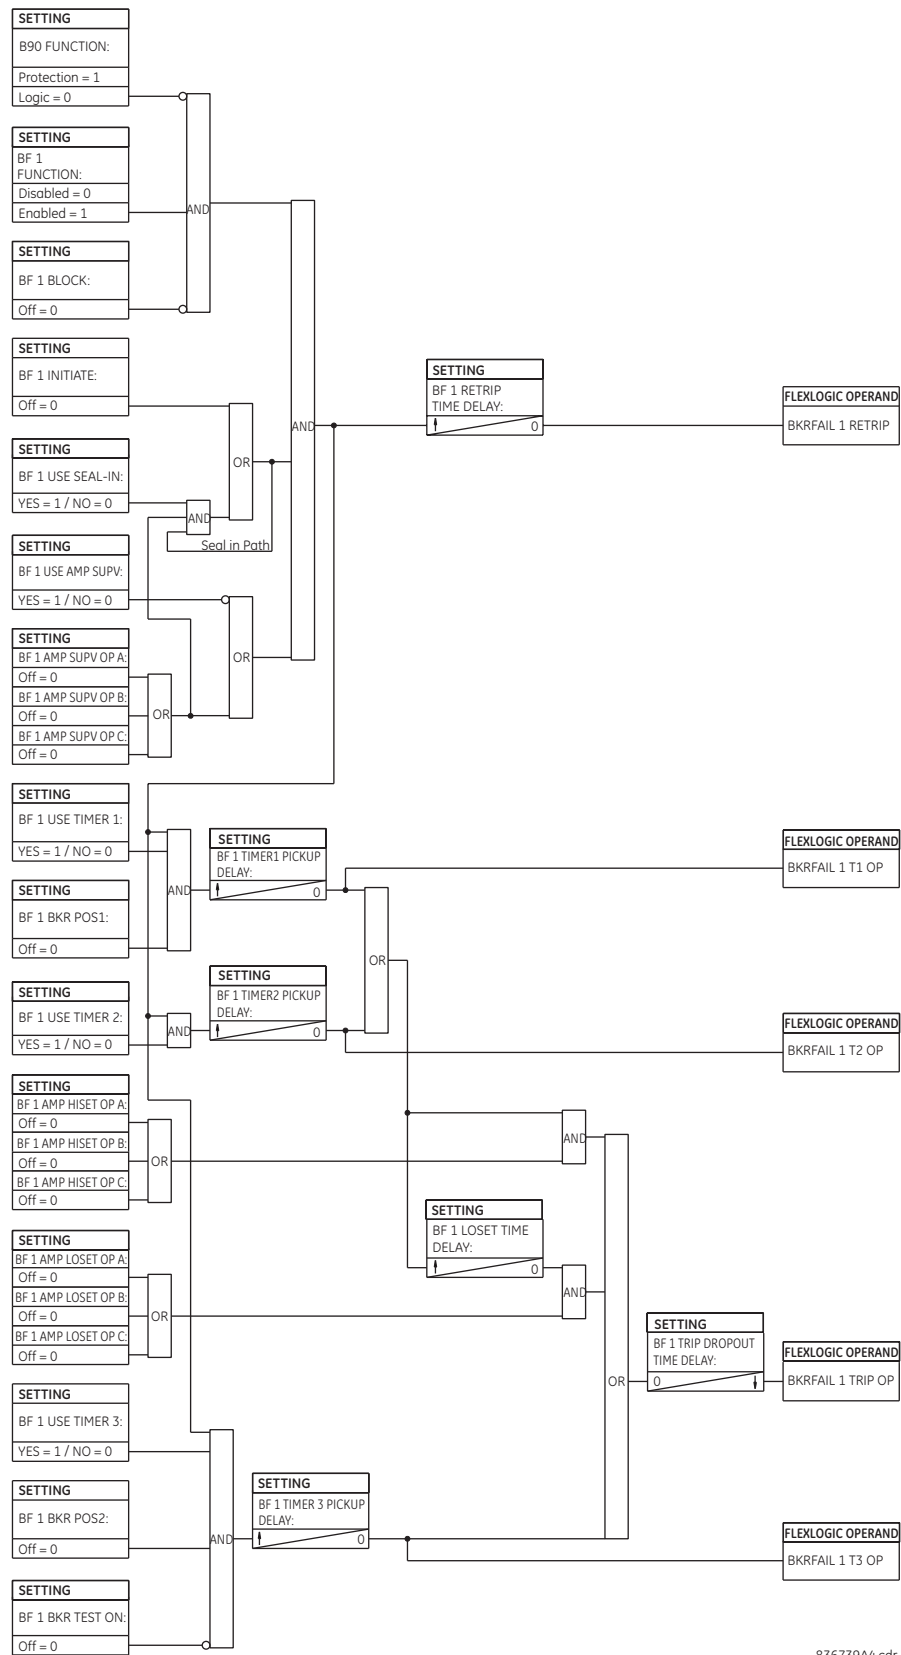 SETTING
B90 FUNCTION:
Protection = 1
Logic = 0
SETTING
BF 1
FUNCTION:
Disabled = 0
Enabled = 1
AND
SETTING
BF 1 BLOCK:
Off = 0
SETTING
BF 1 INITIATE:
Off = 0
SETTING
BF 1 USE SEAL-IN:
YES = 1 / NO = 0
AND
OR
Seal in Path
AND
SETTING
BF 1 RETRIP
TIME DELAY:
0
FLEXLOGIC OPERAND
BKRFAIL 1 RETRIP
SETTING
BF 1 USE AMP SUPV:
YES = 1 / NO = 0
OR
SETTING
BF 1 AMP SUPV OP A:
Off = 0
BF 1 AMP SUPV OP B:
Off = 0
BF 1 AMP SUPV OP C:
Off = 0
OR
SETTING
BF 1 USE TIMER 1:
YES = 1 / NO = 0
AND
SETTING
BF 1 TIMER1 PICKUP
DELAY:
0
FLEXLOGIC OPERAND
BKRFAIL 1 T1 OP
SETTING
BF 1 BKR POS1:
Off = 0
OR
SETTING
BF 1 USE TIMER 2:
YES = 1 / NO = 0
AND
SETTING
BF 1 TIMER2 PICKUP
DELAY:
0
FLEXLOGIC OPERAND
BKRFAIL 1 T2 OP
SETTING
BF 1 AMP HISET OP A:
Off = 0
BF 1 AMP HISET OP B:
Off = 0
BF 1 AMP HISET OP C:
Off = 0
OR
AND
SETTING
BF 1 LOSET TIME
DELAY:
0
SETTING
BF 1 AMP LOSET OP A:
Off = 0
BF 1 AMP LOSET OP B:
Off = 0
BF 1 AMP LOSET OP C:
Off = 0
OR
AND
OR
SETTING
BF 1 TRIP DROPOUT
TIME DELAY:
0
FLEXLOGIC OPERAND
BKRFAIL 1 TRIP OP
SETTING
BF 1 USE TIMER 3:
YES = 1 / NO = 0
SETTING
BF 1 BKR POS2:
Off = 0
AND
SETTING
BF 1 TIMER 3 PICKUP
DELAY:
0
FLEXLOGIC OPERAND
BKRFAIL 1 T3 OP
SETTING
BF 1 BKR TEST ON:
Off = 0
836739A4.cdr